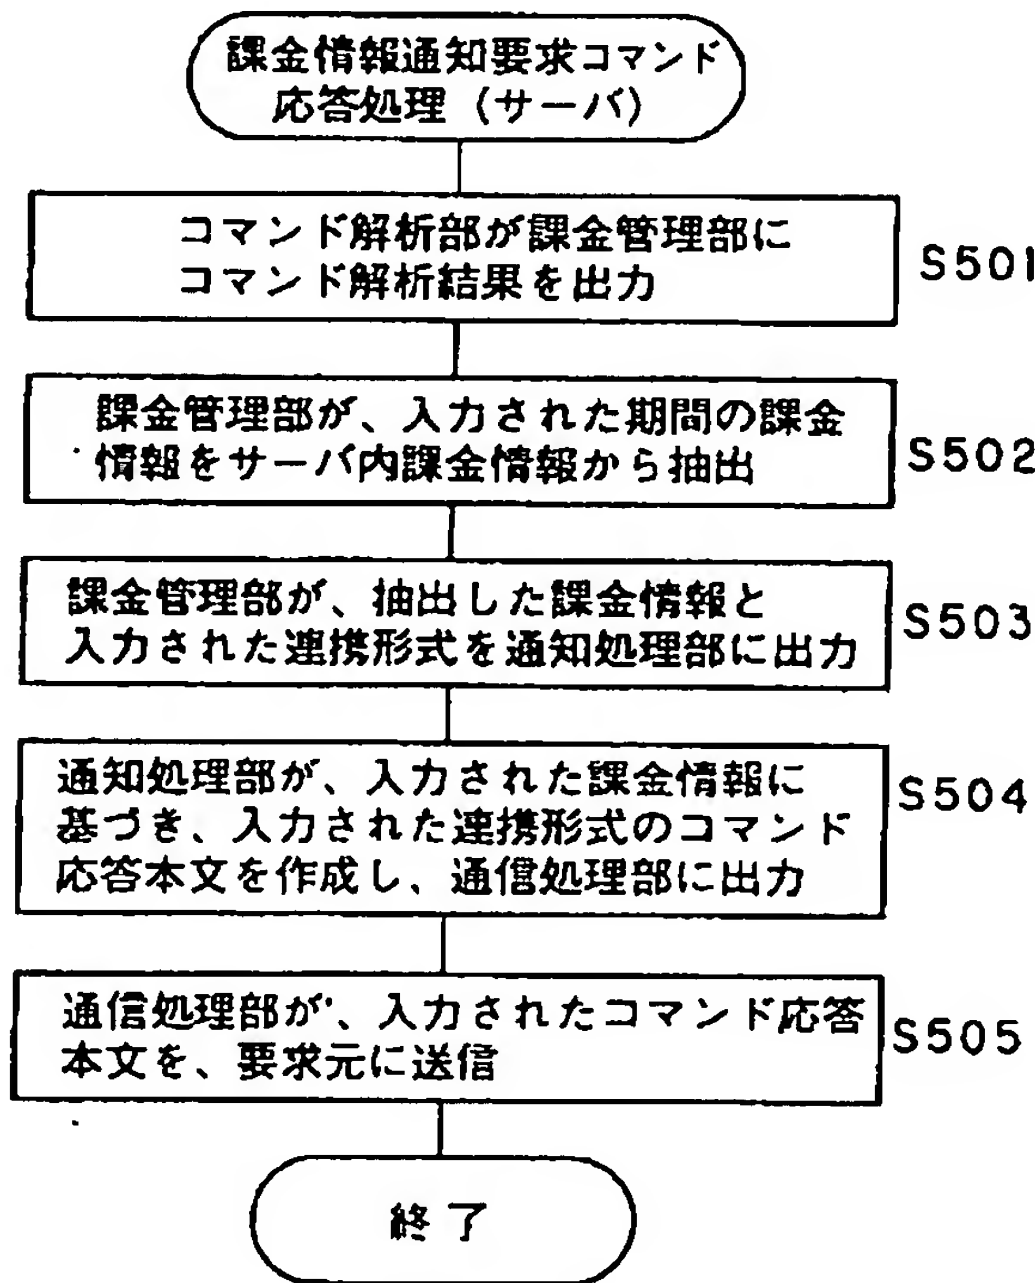 課金情報通知要求コマンド
応答処理（サーバ）
コマンド解析部が課金管理部に
コマンド解析結果を出力
S501
課金管理部が、入力された期間の課金
情報をサーバ内課金情報から抽出
S502
課金管理部が、抽出した課金情報と
入力された連携形式を通知処理部に出力
S503
通知処理部が、入力された課金情報に
基づき、入力された連携形式のコマンド
応答本文を作成し、通信処理部に出力
S504
通信処理部が、入力されたコマンド応答
本文を、要求元に送信
S505
終了